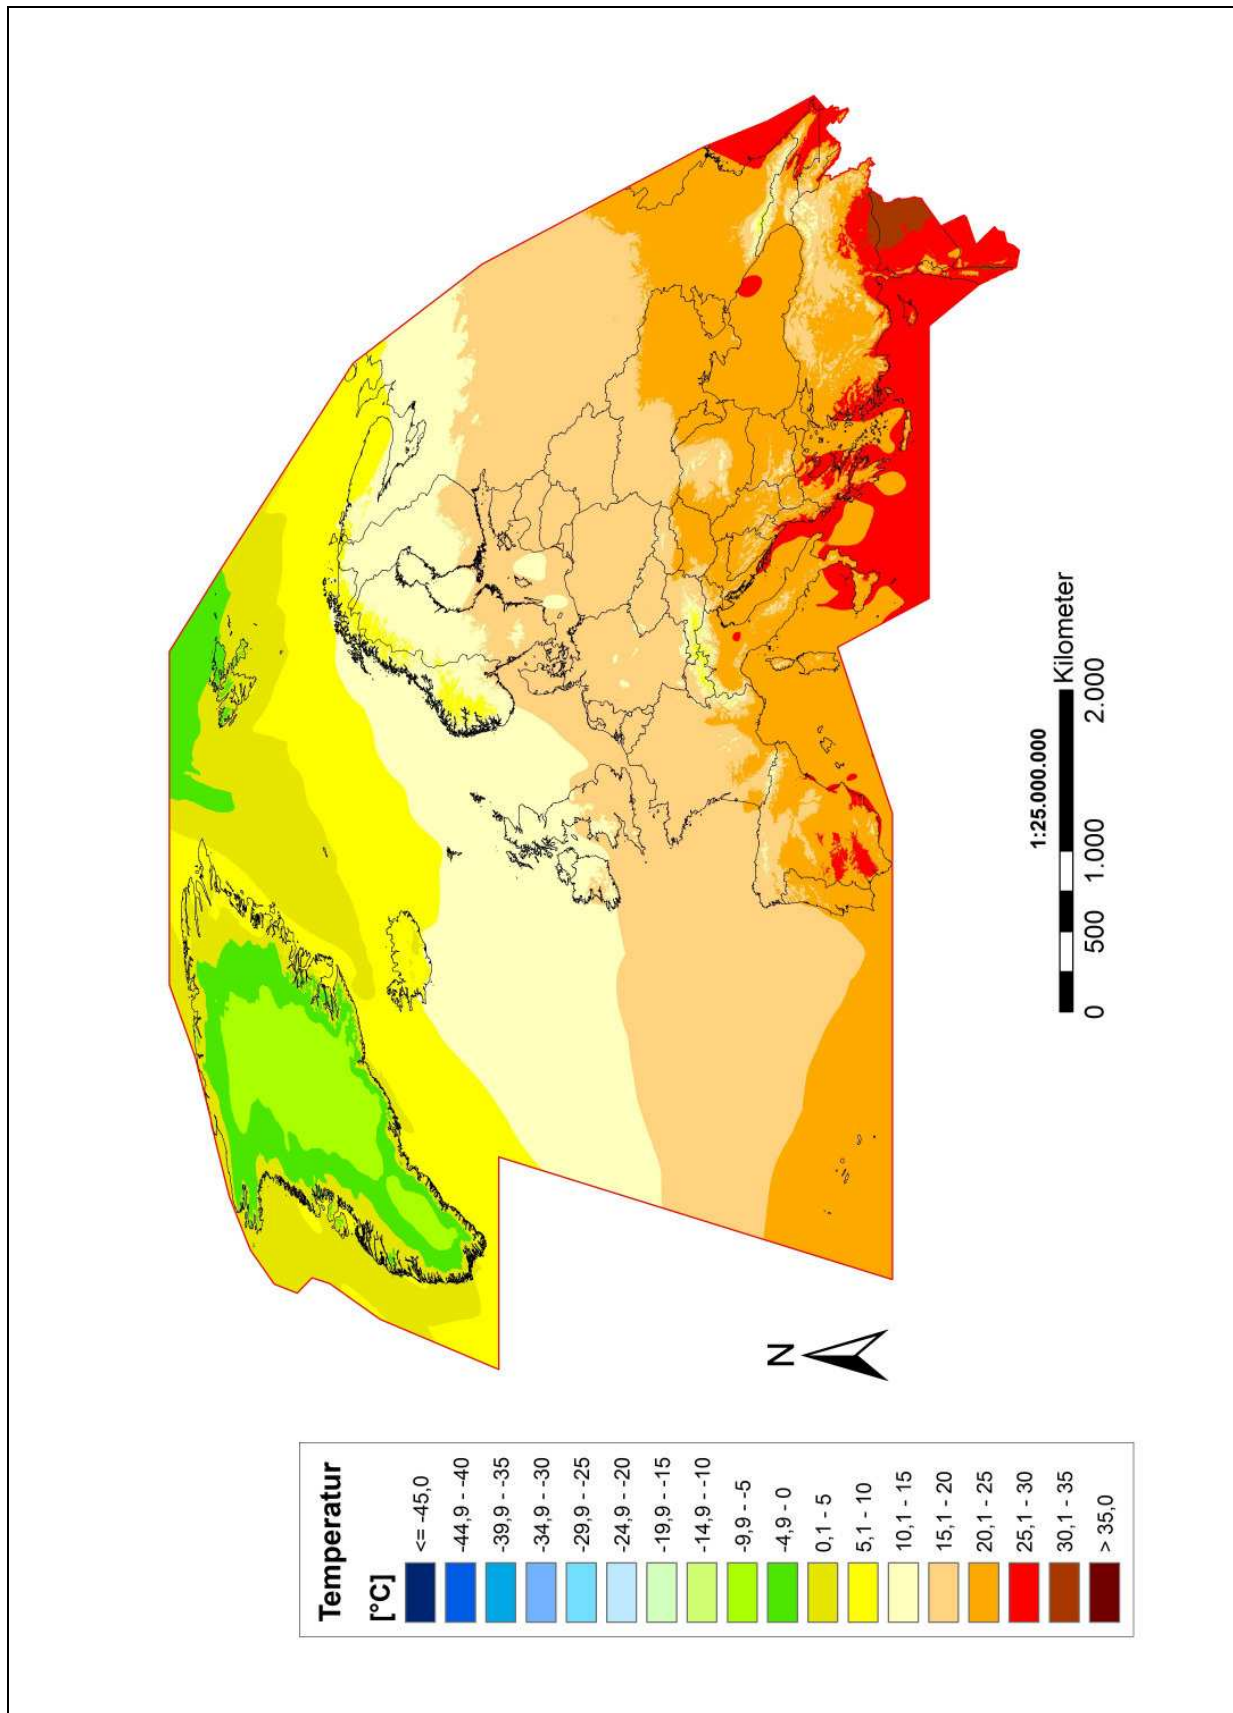 Temperatur
[°C]
<= -45,0
-44,9 - -40
-39,9 - -35
-34,9 - -30
-29,9 - -25
-24,9 - -20
-19,9 - -15
-14,9 - -10
-9,9 - -5
-4,9 - 0
0,1 - 5
5,1 - 10
10,1 - 15
15,1 - 20
20,1 - 25
25,1 - 30
30,1 - 35
> 35,0
N
1:25.000.000
0 500 1.000 2.000
Kilometer